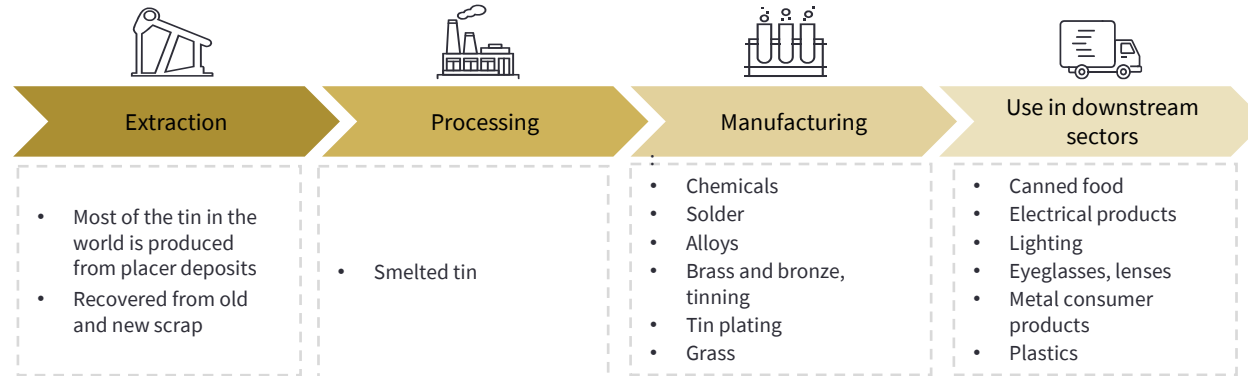 Extraction
Processing
Manufacturing
Use in downstream
sectors
• Most of the tin in the
world is produced
from placer deposits
• Recovered from old
and new scrap
• Smelted tin
• Chemicals
• Solder
• Alloys
• Brass and bronze,
tinning
• Tin plating
• Grass
• Canned food
• Electrical products
• Lighting
• Eyeglasses, lenses
• Metal consumer
products
• Plastics